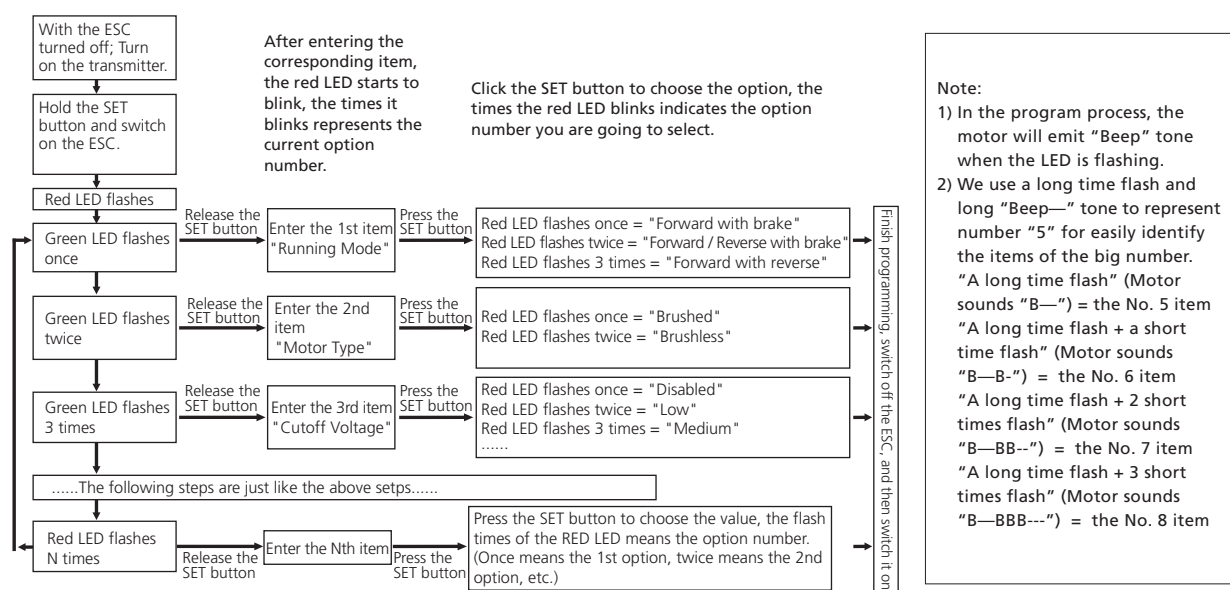 With the ESC
turned off; Turn
on the transmitter.
Hold the SET
button and switch
on the ESC.
Red LED flashes
After entering the
corresponding item,
the red LED starts to
blink, the times it
blinks represents the
current option
number.
Click the SET button to choose the option, the
times the red LED blinks indicates the option
number you are going to select.
Green LED flashes
once
Release the
SET button
Enter the 1st item
"Running Mode"
Press the
SET button
Red LED flashes once = "Forward with brake"
Red LED flashes twice = "Forward / Reverse with brake"
Red LED flashes 3 times = "Forward with reverse"
Green LED flashes
twice
Release the
SET button
Enter the 2nd
item
"Motor Type"
Press the
SET button
Red LED flashes once = "Brushed"
Red LED flashes twice = "Brushless"
Green LED flashes
3 times
Release the
SET button
Enter the 3rd item
"Cutoff Voltage"
Press the
SET button
Red LED flashes once = "Disabled"
Red LED flashes twice = "Low"
Red LED flashes 3 times = "Medium"
......
......The following steps are just like the above setps......
Red LED flashes
N times
Release the
SET button
Enter the Nth item
Press the
SET button
Press the SET button to choose the value, the flash
times of the RED LED means the option number.
(Once means the 1st option, twice means the 2nd
option, etc.)
Finish programming, switch off the ESC, and then switch it on
Note:
1) In the program process, the
motor will emit “Beep” tone
when the LED is flashing.
2) We use a long time flash and
long “Beep—” tone to represent
number “5” for easily identify
the items of the big number.
“A long time flash” (Motor
sounds “B—”) = the No. 5 item
“A long time flash + a short
time flash” (Motor sounds
“B—B-”) = the No. 6 item
“A long time flash + 2 short
times flash” (Motor sounds
“B—BB--”) = the No. 7 item
“A long time flash + 3 short
times flash” (Motor sounds
“B—BBB---”) = the No. 8 item